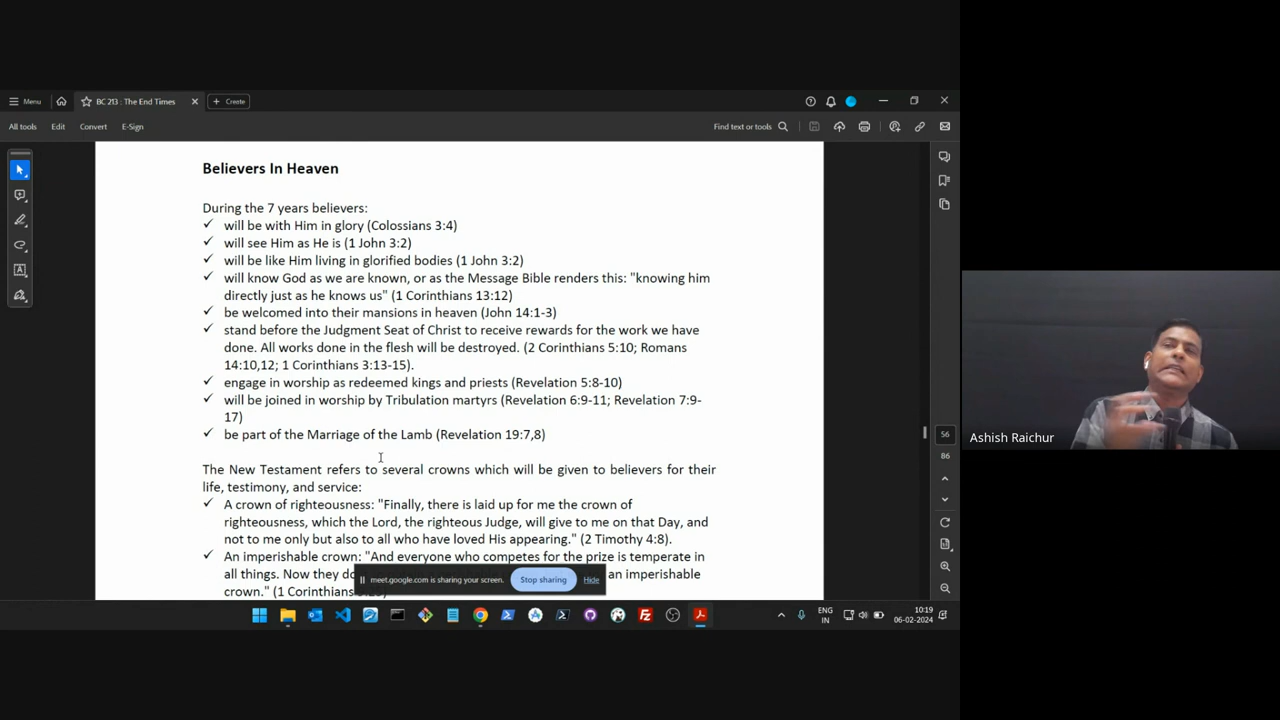 Menu
BC 213 : The End Times
Create
All tools
Edit
Convert
E-Sign
Find text or tools
Believers In Heaven
During the 7 years believers:
✓ will be with Him in glory (Colossians 3:4)
✓ will see Him as He is (1 John 3:2)
✓ will be like Him living in glorified bodies (1 John 3:2)
✓ will know God as we are known, or as the Message Bible renders this: "knowing him
directly just as he knows us" (1 Corinthians 13:12)
✓ be welcomed into their mansions in heaven (John 14:1-3)
✓ stand before the Judgment Seat of Christ to receive rewards for the work we have
done. All works done in the flesh will be destroyed. (2 Corinthians 5:10; Romans
14:10,12; 1 Corinthians 3:13-15).
✓ engage in worship as redeemed kings and priests (Revelation 5:8-10)
✓ will be joined in worship by Tribulation martyrs (Revelation 6:9-11; Revelation 7:9-
17)
✓ be part of the Marriage of the Lamb (Revelation 19:7,8)
The New Testament refers to several crowns which will be given to believers for their
life, testimony, and service:
✓ A crown of righteousness: "Finally, there is laid up for me the crown of
righteousness, which the Lord, the righteous Judge, will give to me on that Day, and
not to me only but also to all who have loved His appearing." (2 Timothy 4:8).
✓ An imperishable crown: "And everyone who competes for the prize is temperate in
all things. Now they do an imperishable
crown." (1 Corinthians
meet.google.com is sharing your screen.
Stop sharing
Hide
56
86
Ashish Raichur
ENG
IN
10:19
06-02-2024